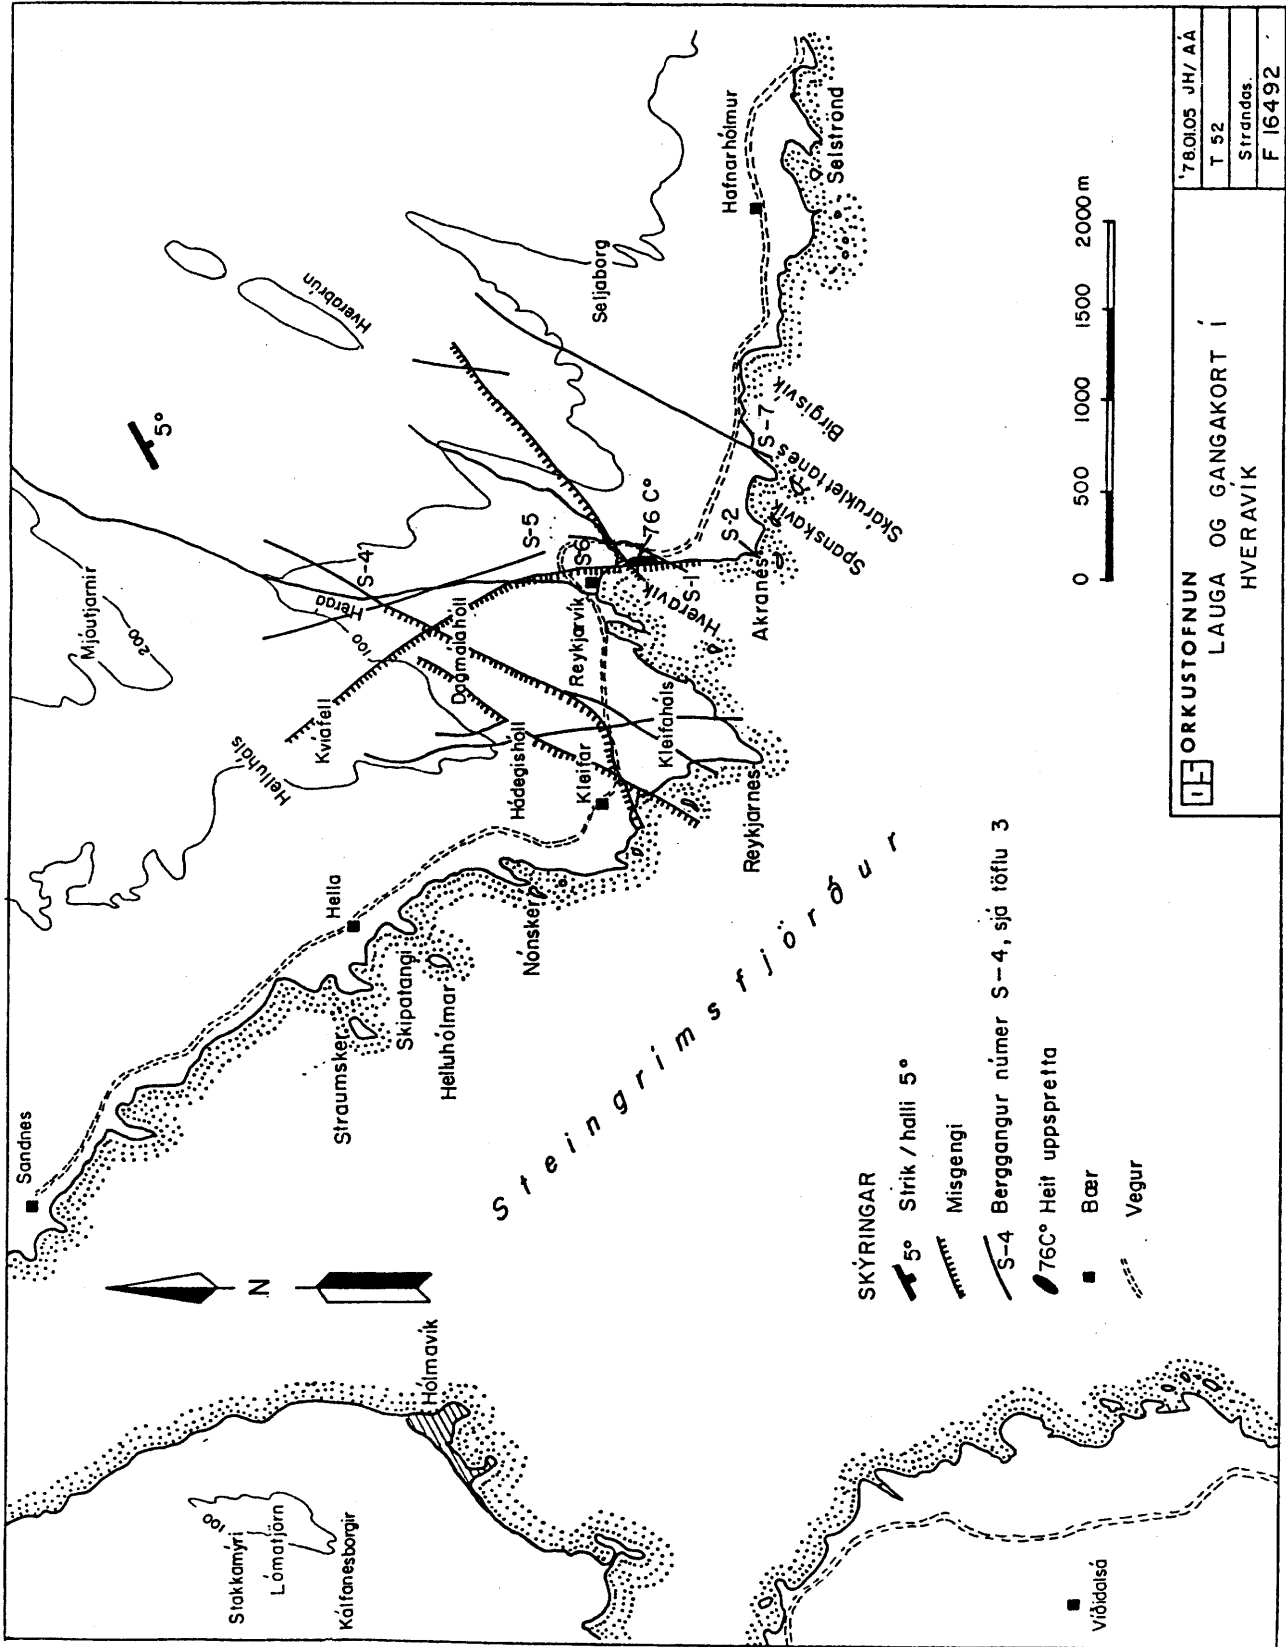 Stakkamýri
Lómatjörn
Kálfanesborgir
100
Hólmavík
Víðidalsá
N
Sandnes
Hella
Straumsker
Skipatangi
Helluhólmar
Nónsker
Steingrímsfjörður
Helluháls
Mjóutjarnir
200
Kvíafell
100
Dagmálahóll
Hádegishóll
Kleifar
Kleifaháls
Reykjarnes
Reykjarvík
Hveravík
Akranes
S-4
S-5
S-6
S-1
S-2
S-7
76 C°
5°
Hverabrún
Seljaborg
Hafnarhólmur
Selströnd
Birgisvík
Skaruklettanes
Spanskavík
SKÝRINGAR
5° Strik / halli 5°
Misgengi
S-4 Berggangur númer S-4, sjá töflu 3
76C° Heit uppspretta
Bær
Vegur
0 500 1000 1500 2000 m
ORKUSTOFNUN
LAUGA OG GANGAKORT Í
HVERAVÍK
'78.01.05 JH/ AÁ
T 52
Strandas.
F 16492